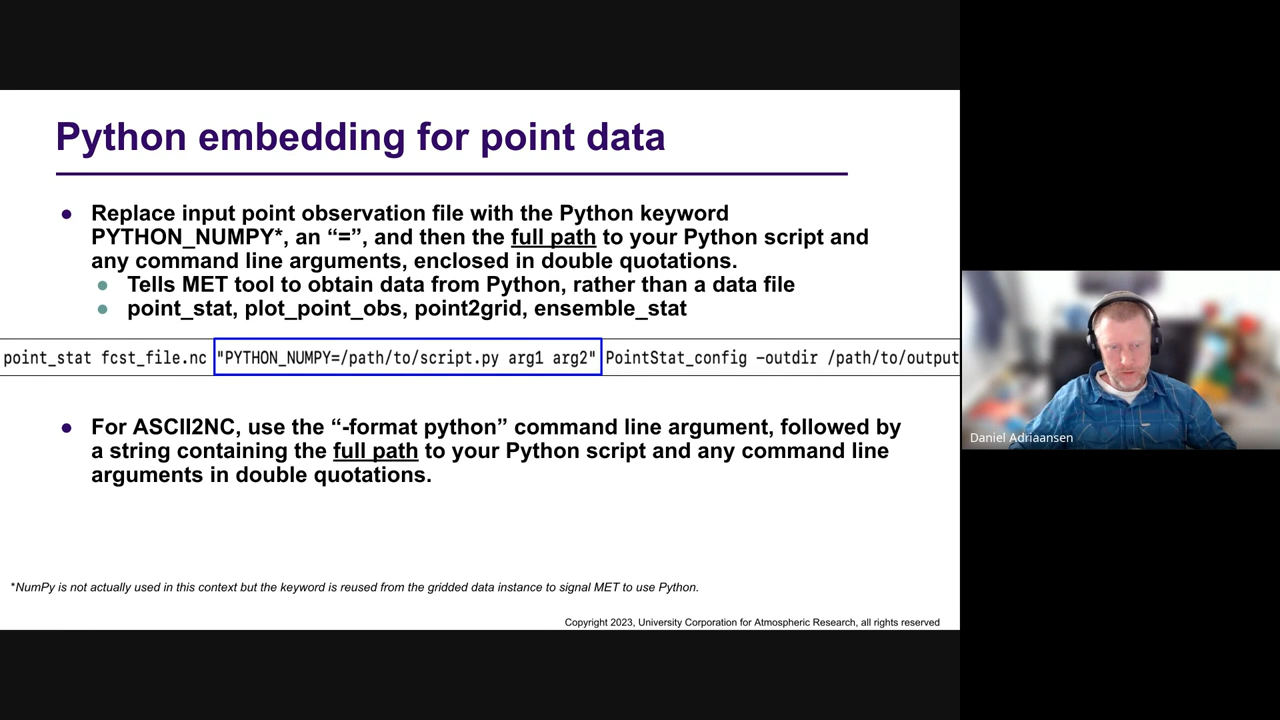 Python embedding for point data
● Replace input point observation file with the Python keyword
PYTHON_NUMPY*, an “=”, and then the full path to your Python script and
any command line arguments, enclosed in double quotations.
● Tells MET tool to obtain data from Python, rather than a data file
● point_stat, plot_point_obs, point2grid, ensemble_stat
point_stat fcst_file.nc "PYTHON_NUMPY=/path/to/script.py arg1 arg2" PointStat_config –outdir /path/to/output
● For ASCII2NC, use the “-format python” command line argument, followed by
a string containing the full path to your Python script and any command line
arguments in double quotations.
*NumPy is not actually used in this context but the keyword is reused from the gridded data instance to signal MET to use Python.
Copyright 2023, University Corporation for Atmospheric Research, all rights reserved
Daniel Adriaansen